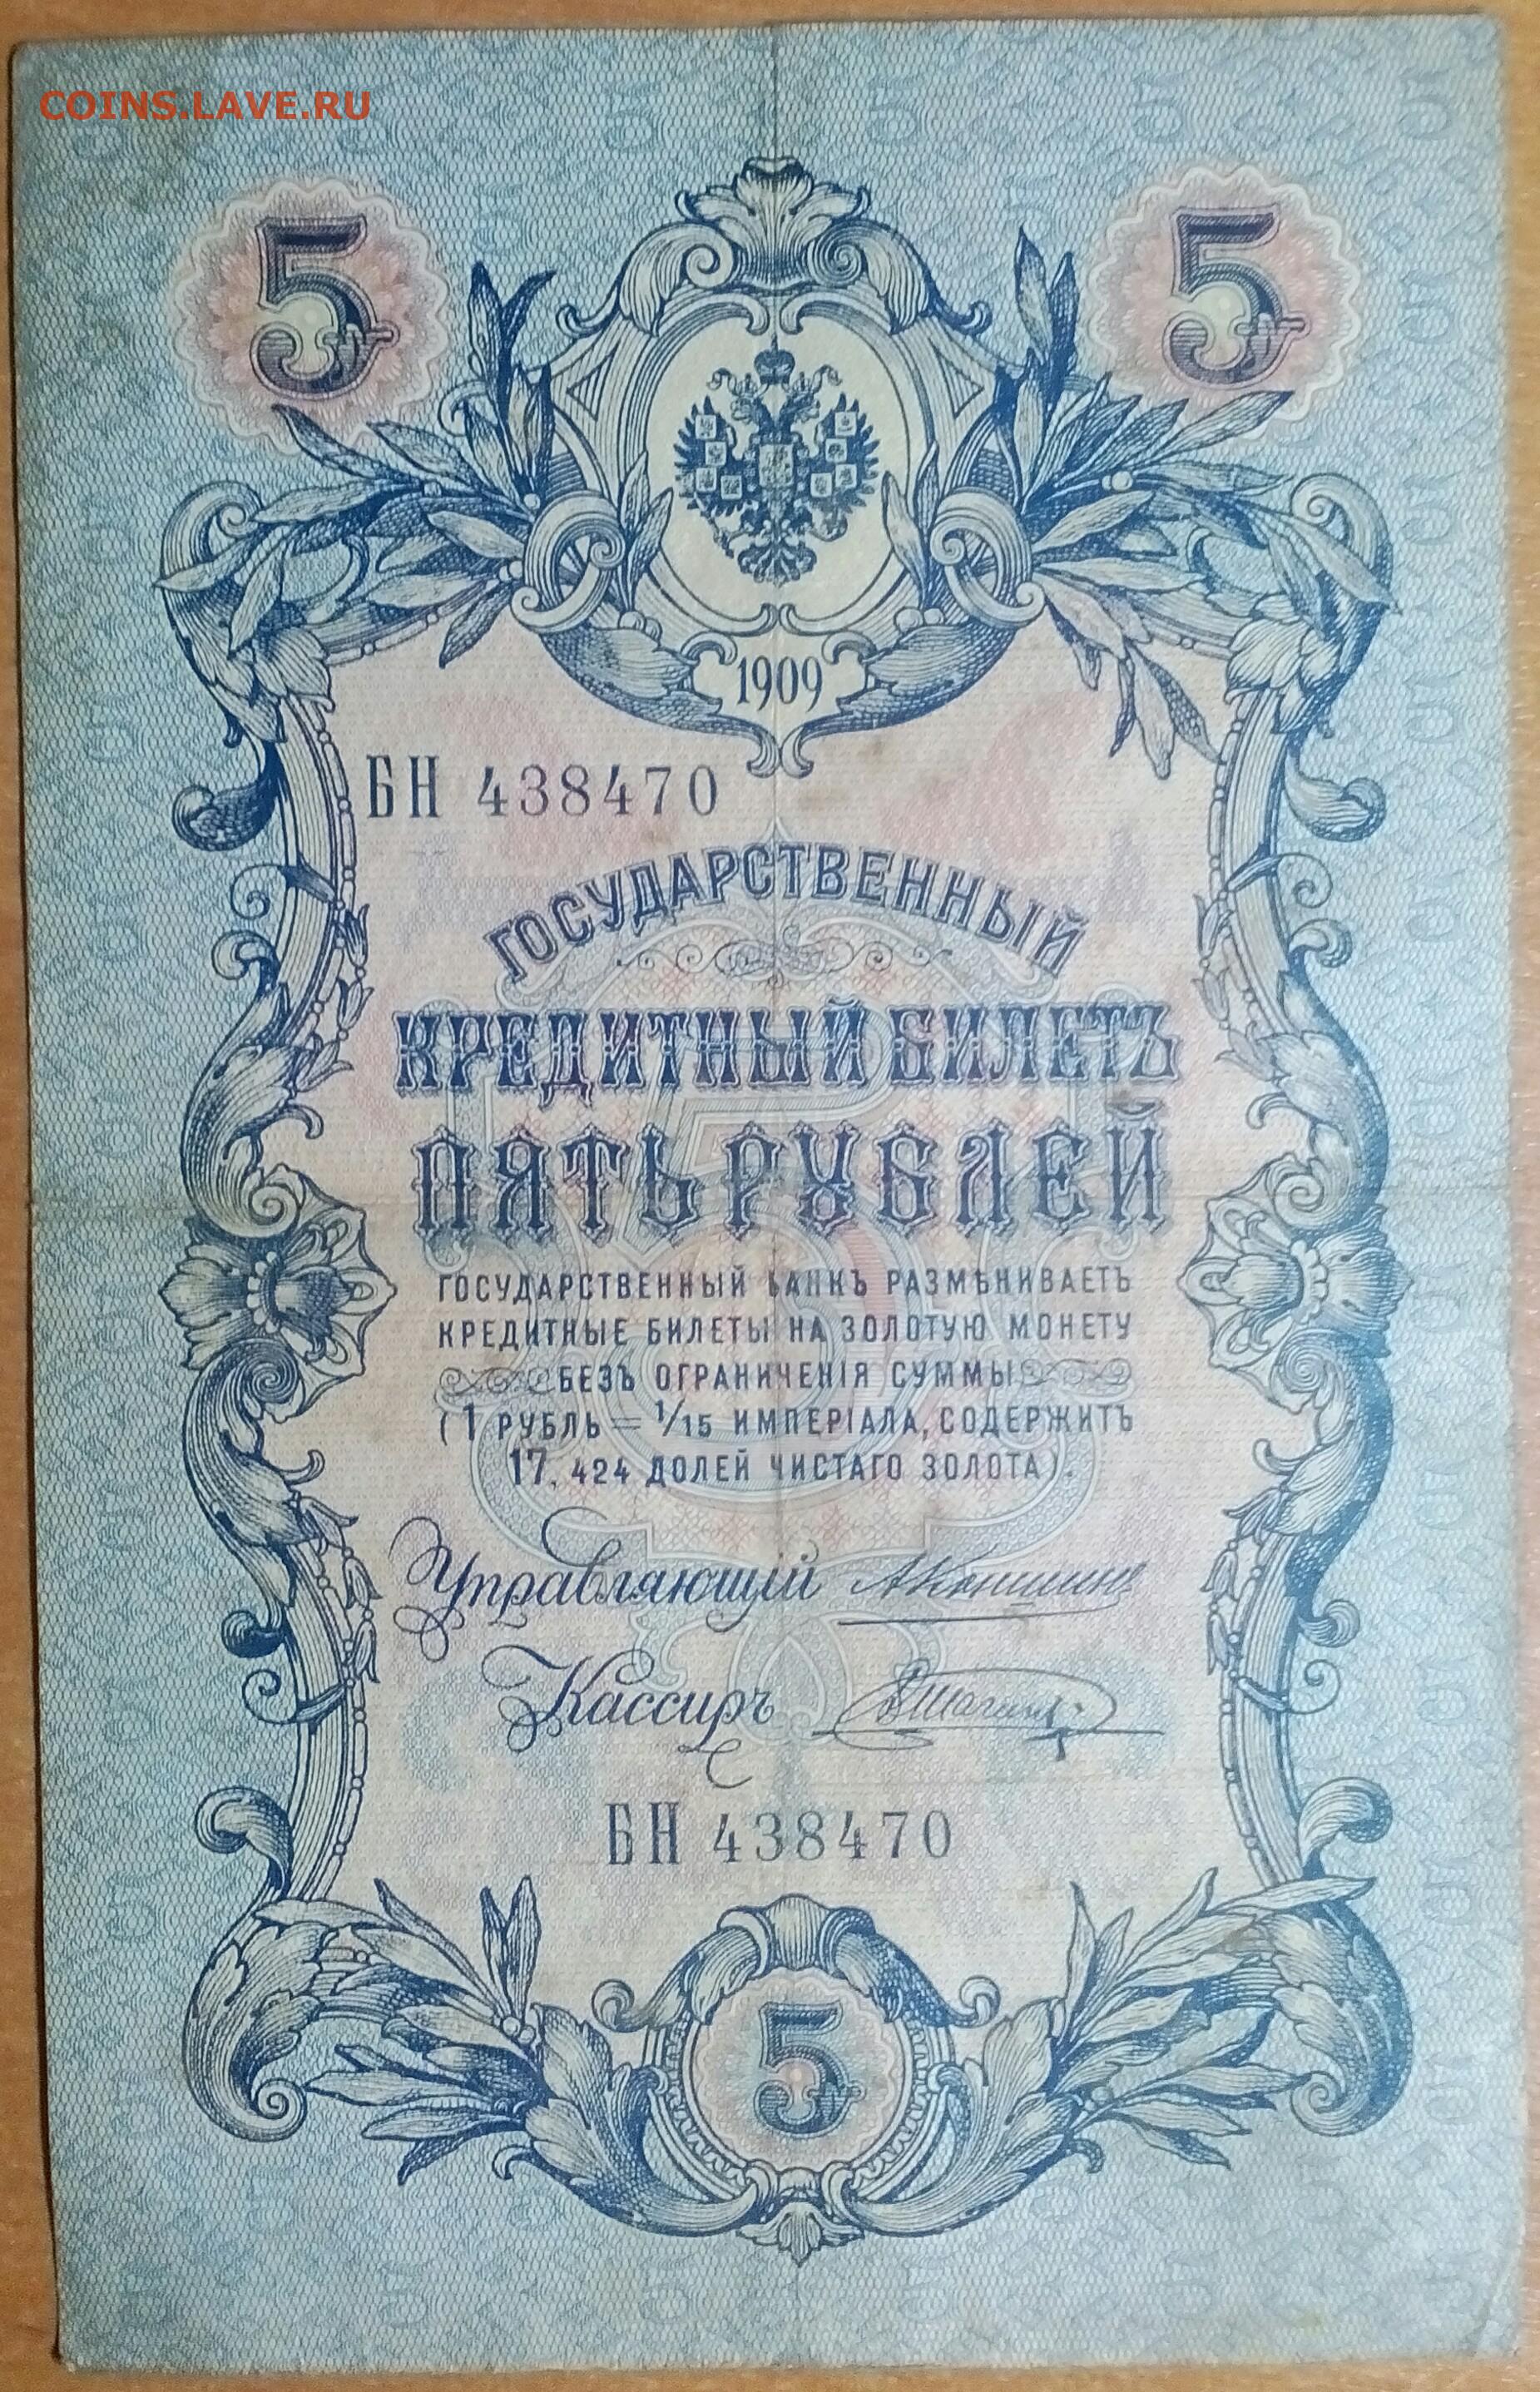 COINS.LAVE.RU
5 5
1909
БН 438470
ГОСУДАРСТВЕННЫЙ
КРЕДИТНЫЙ БИЛЕТЪ
ПЯТЬ РУБЛЕЙ
ГОСУДАРСТВЕННЫЙ БАНКЪ РАЗМѢНИВАЕТЪ
КРЕДИТНЫЕ БИЛЕТЫ НА ЗОЛОТУЮ МОНЕТУ
БЕЗЪ ОГРАНИЧЕНІЯ СУММЫ
(1 РУБЛЬ = 1/15 ИМПЕРІАЛА, СОДЕРЖИТЪ
17, 424 ДОЛЕЙ ЧИСТАГО ЗОЛОТА).
Управляющій АКоншинъ
Кассиръ
БН 438470
5